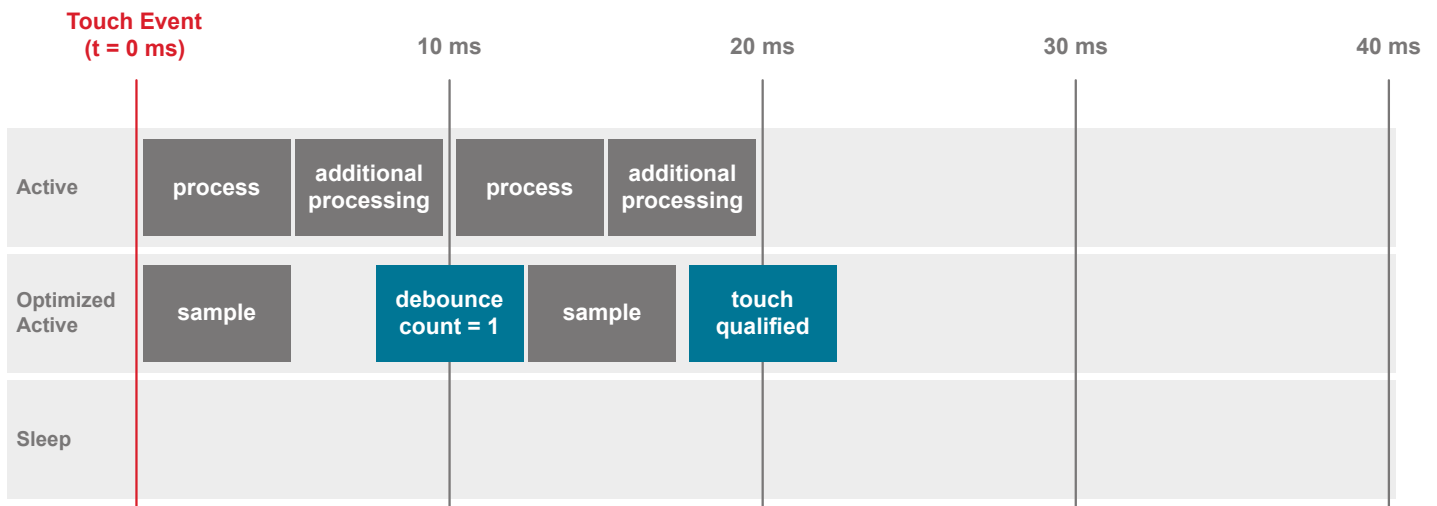 Touch Event
(t = 0 ms)
10 ms
20 ms
30 ms
40 ms
Active
process
additional
processing
process
additional
processing
Optimized
Active
sample
debounce
count = 1
sample
touch
qualified
Sleep